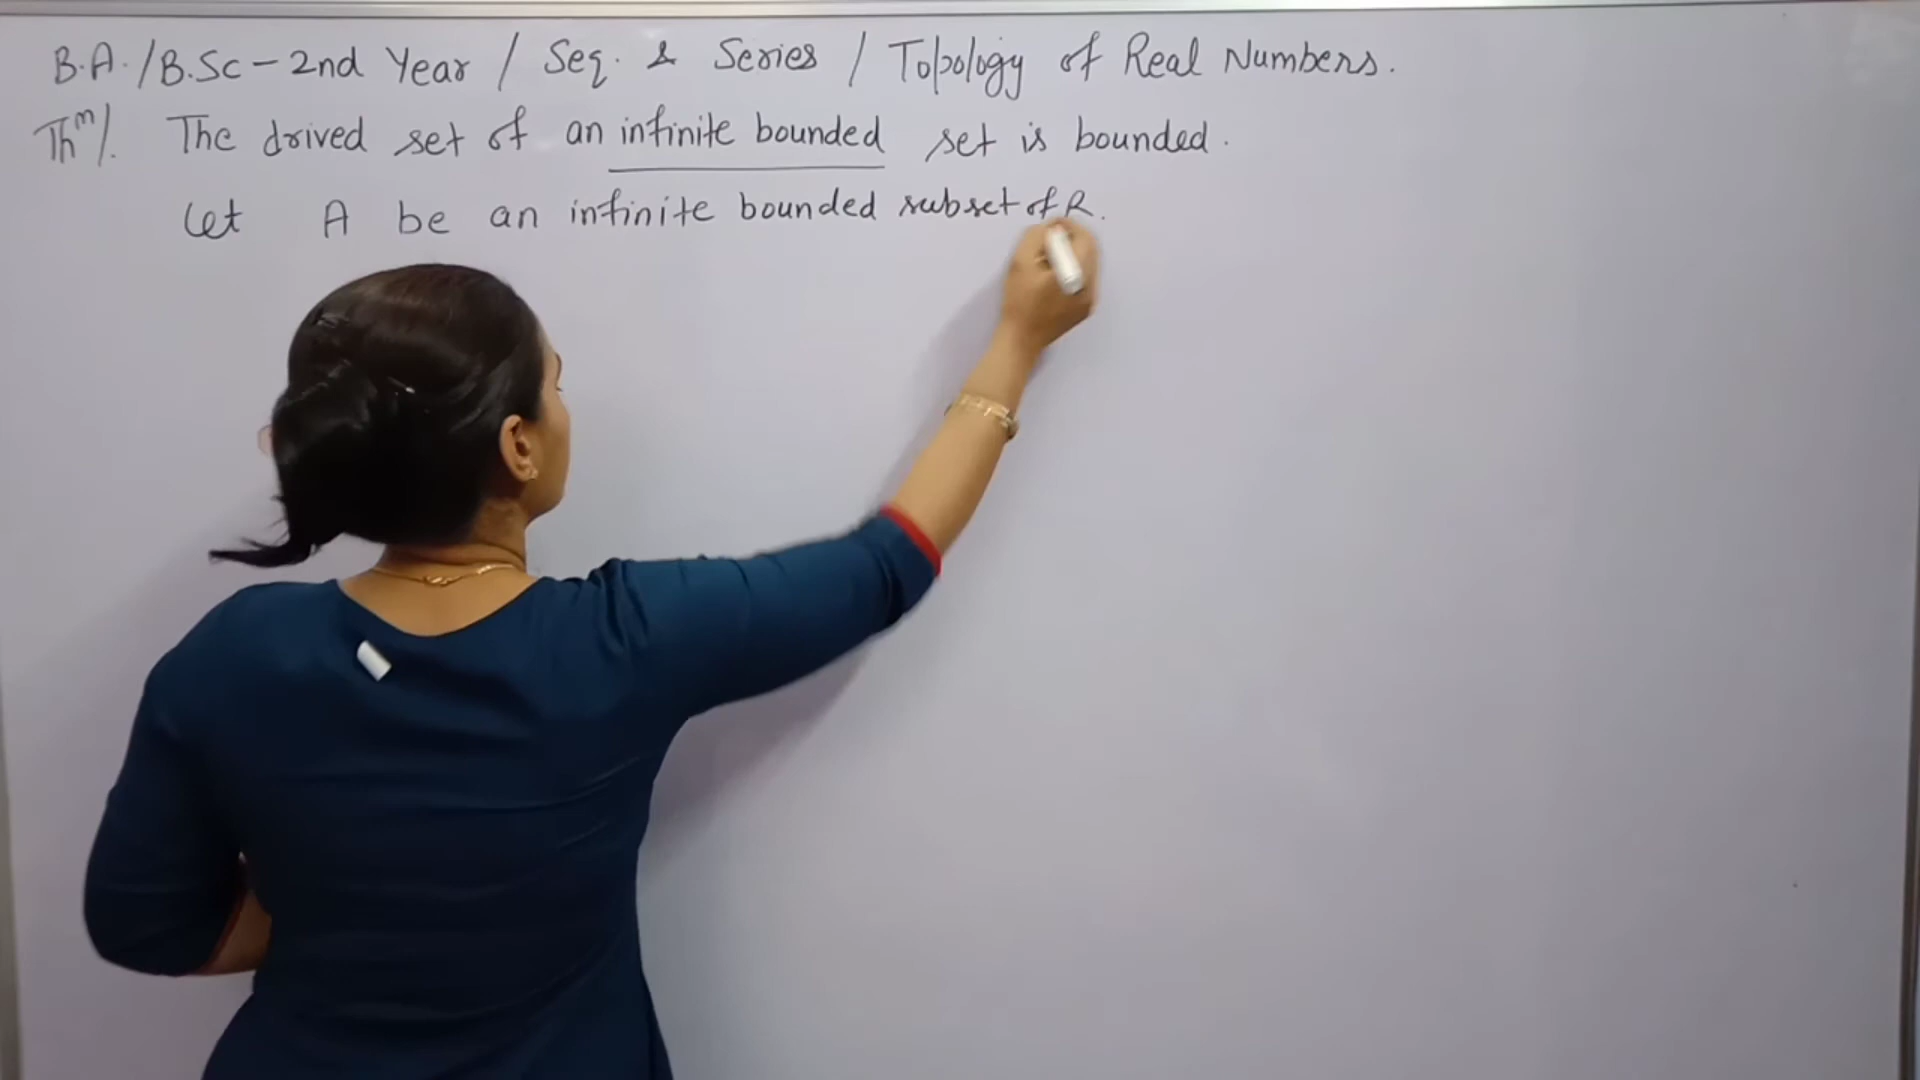 B.A./B.Sc-2nd Year / Seq. & Series / Topology of Real Numbers.
Thm/. The drived set of an infinite bounded set is bounded.
Let A be an infinite bounded subset of R.